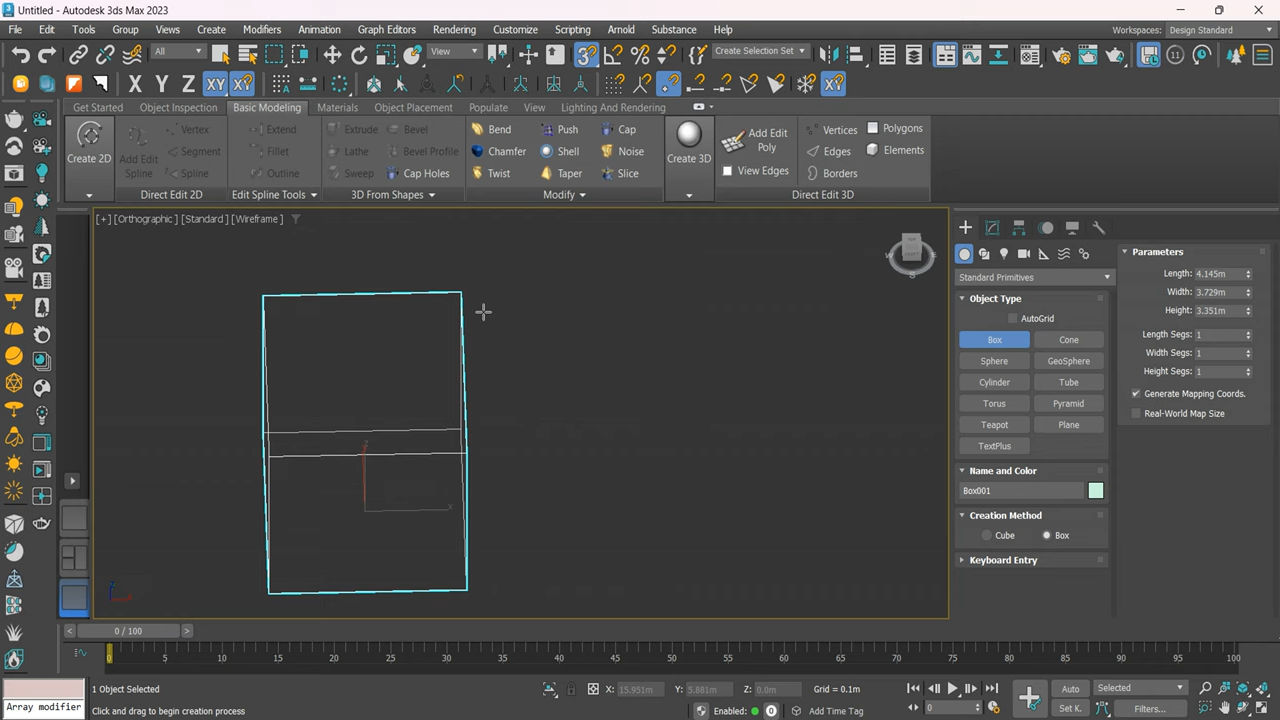 Untitled - Autodesk 3ds Max 2023
File Edit Tools Group Views Create Modifiers Animation Graph Editors Rendering Customize Scripting Arnold Substance Help Workspaces: Design Standard
All View Create Selection Set
X Y Z XY
Get Started Object Inspection Basic Modeling Materials Object Placement Populate View Lighting And Rendering
Vertex Extend Extrude Bevel Bend Push Cap Vertices Polygons
Create 2D Add Edit Spline Segment Fillet Lathe Bevel Profile Chamfer Shell Noise Create 3D Add Edit Poly Edges Elements
Outline Sweep Cap Holes Twist Taper Slice View Edges Borders
Direct Edit 2D Edit Spline Tools 3D From Shapes Modify Direct Edit 3D
[+] [Orthographic] [Standard] [Wireframe]
S
Standard Primitives
Object Type
AutoGrid
Box Cone
Sphere GeoSphere
Cylinder Tube
Torus Pyramid
Teapot Plane
TextPlus
Name and Color
Box001
Creation Method
Cube Box
Keyboard Entry
Parameters
Length: 4.145m
Width: 3.729m
Height: 3.351m
Length Segs: 1
Width Segs: 1
Height Segs: 1
Generate Mapping Coords.
Real-World Map Size
< 0 / 100 >
0 5 10 15 20 25 30 35 40 45 50 55 60 65 70 75 80 85 90 95 100
1 Object Selected X: 15.951m Y: 5.881m Z: 0.0m Grid = 0.1m Auto Selected
Array modifier Click and drag to begin creation process Enabled: 0 Add Time Tag 0 Set K. Filters...